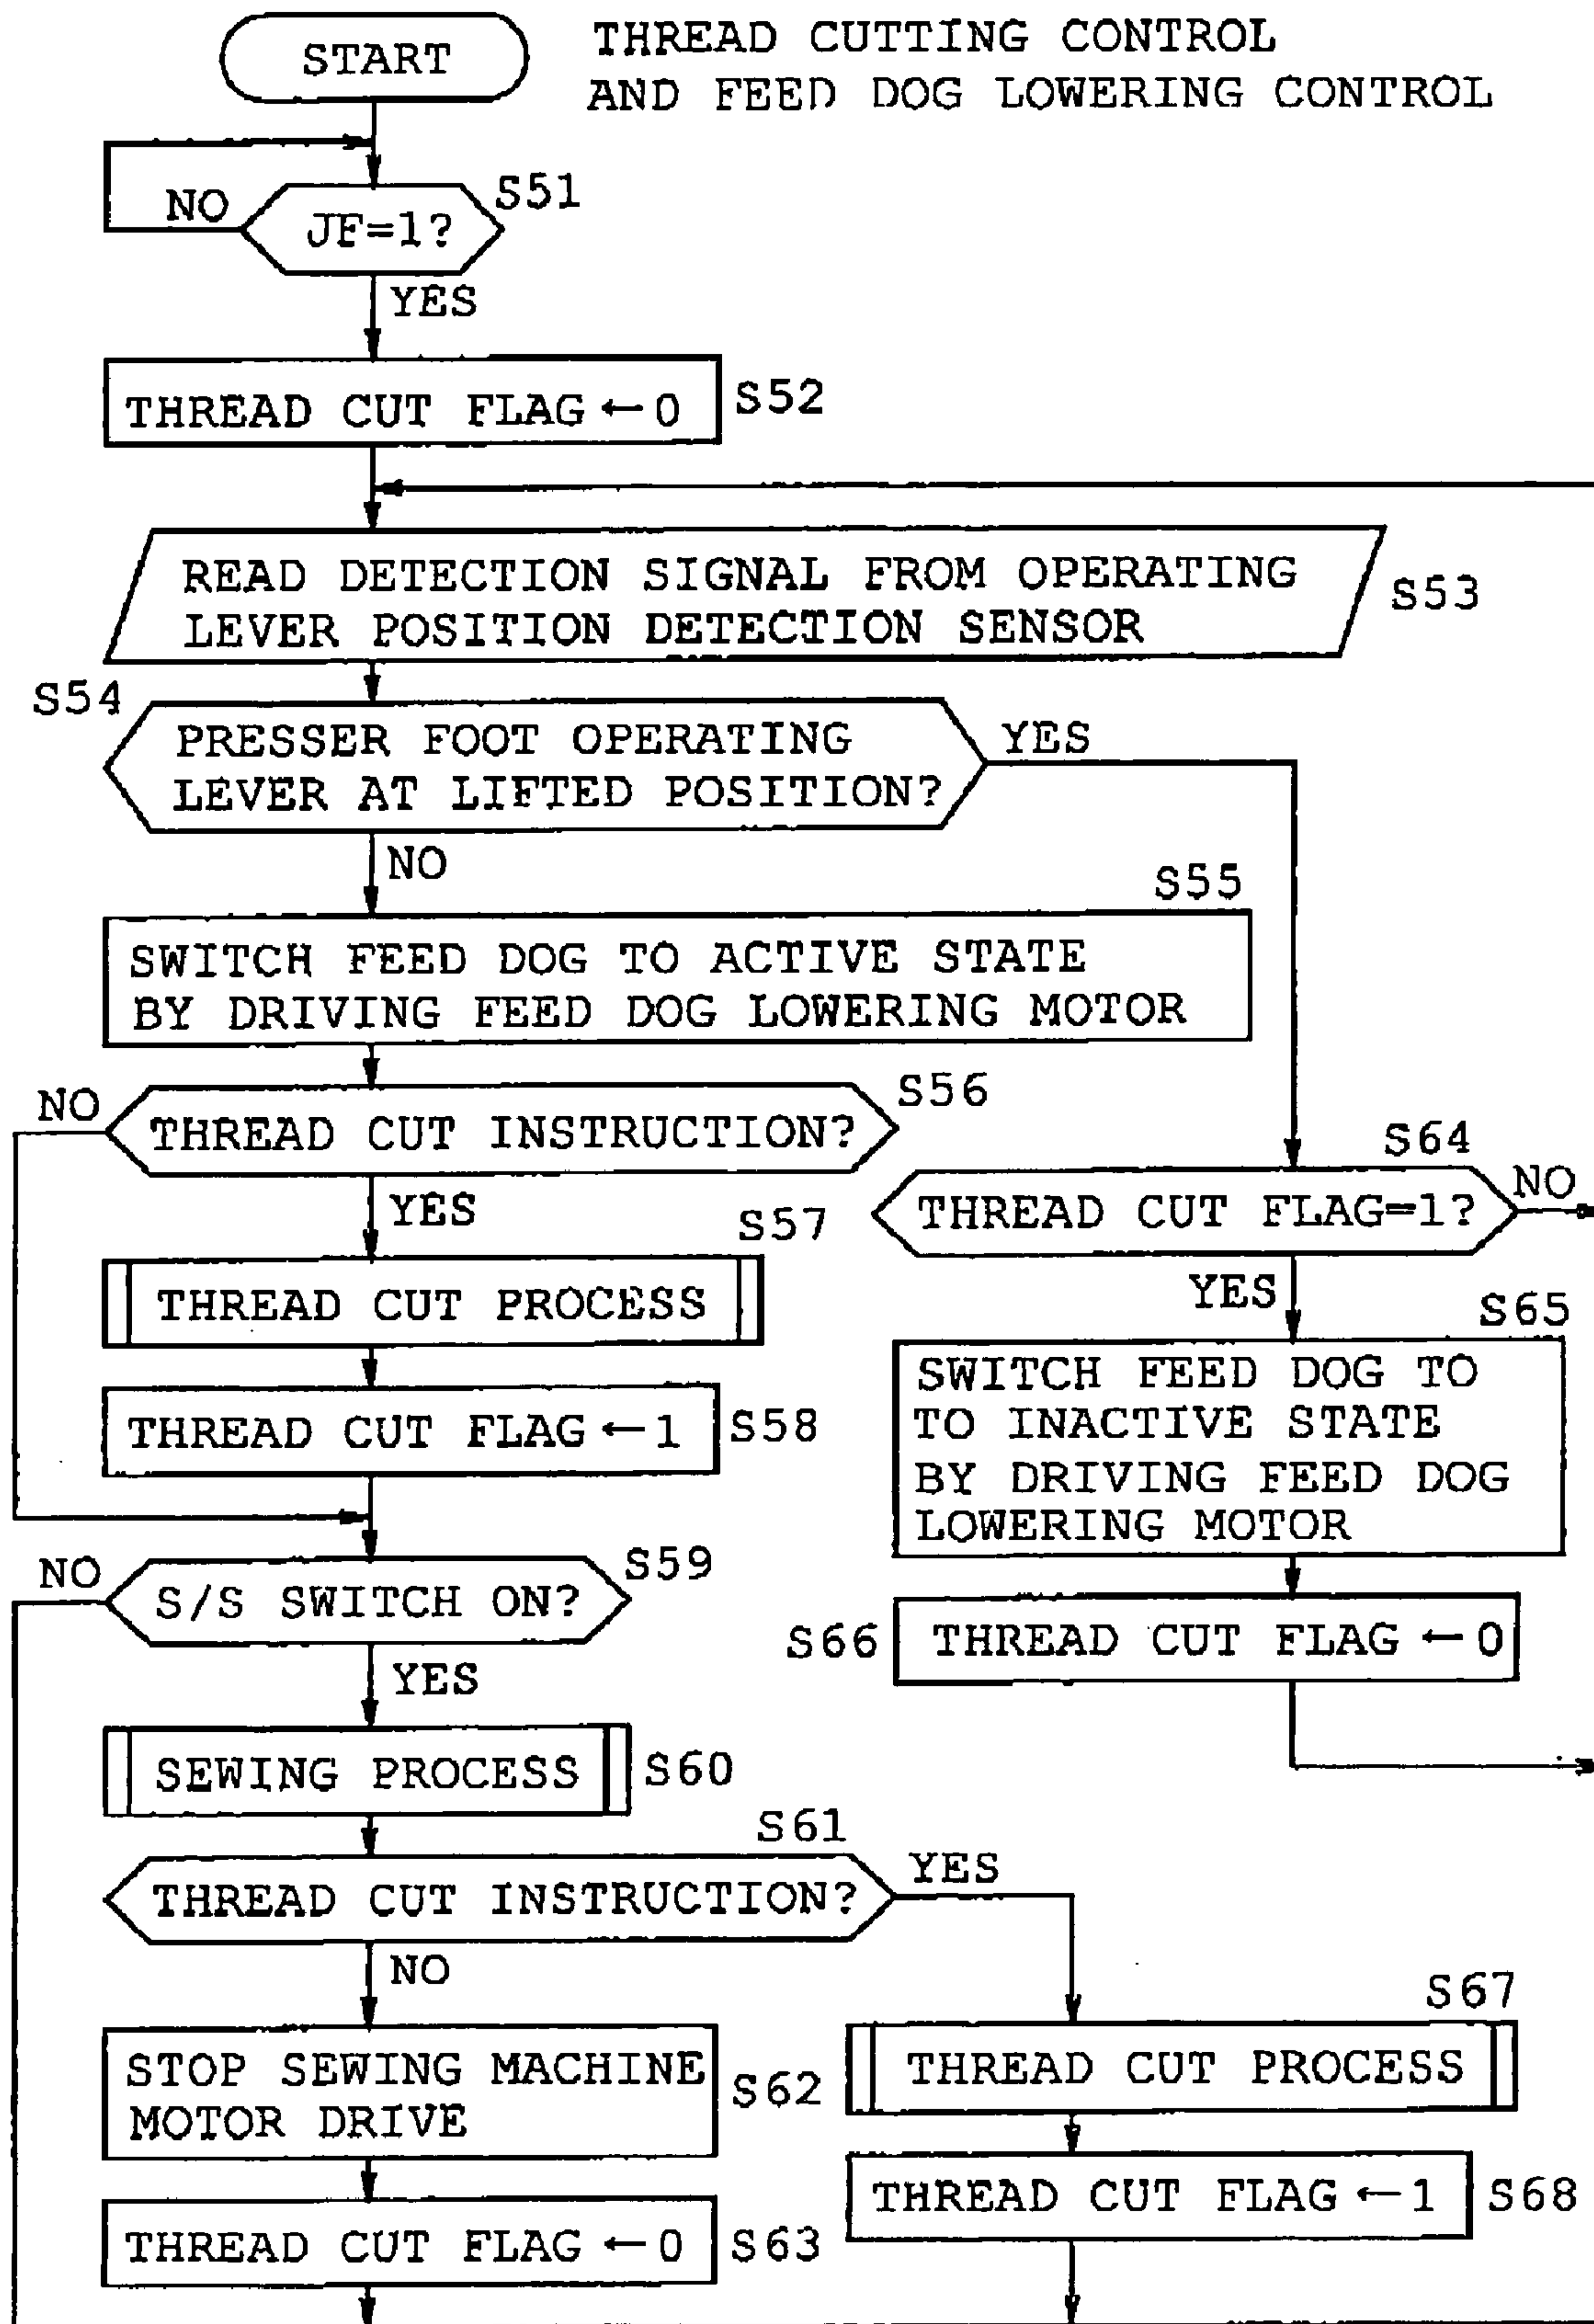 START
THREAD CUTTING CONTROL
AND FEED DOG LOWERING CONTROL
NO
JF=1?
S51
YES
THREAD CUT FLAG ← 0
S52
READ DETECTION SIGNAL FROM OPERATING
LEVER POSITION DETECTION SENSOR
S53
S54
PRESSER FOOT OPERATING
LEVER AT LIFTED POSITION?
YES
NO
S55
SWITCH FEED DOG TO ACTIVE STATE
BY DRIVING FEED DOG LOWERING MOTOR
NO
THREAD CUT INSTRUCTION?
S56
YES
S57
THREAD CUT PROCESS
THREAD CUT FLAG ← 1
S58
S64
THREAD CUT FLAG=1?
NO
YES
S65
SWITCH FEED DOG TO
TO INACTIVE STATE
BY DRIVING FEED DOG
LOWERING MOTOR
S66
THREAD CUT FLAG ← 0
NO
S/S SWITCH ON?
S59
YES
SEWING PROCESS
S60
S61
THREAD CUT INSTRUCTION?
YES
NO
STOP SEWING MACHINE
MOTOR DRIVE
S62
THREAD CUT FLAG ← 0
S63
S67
THREAD CUT PROCESS
THREAD CUT FLAG ← 1
S68